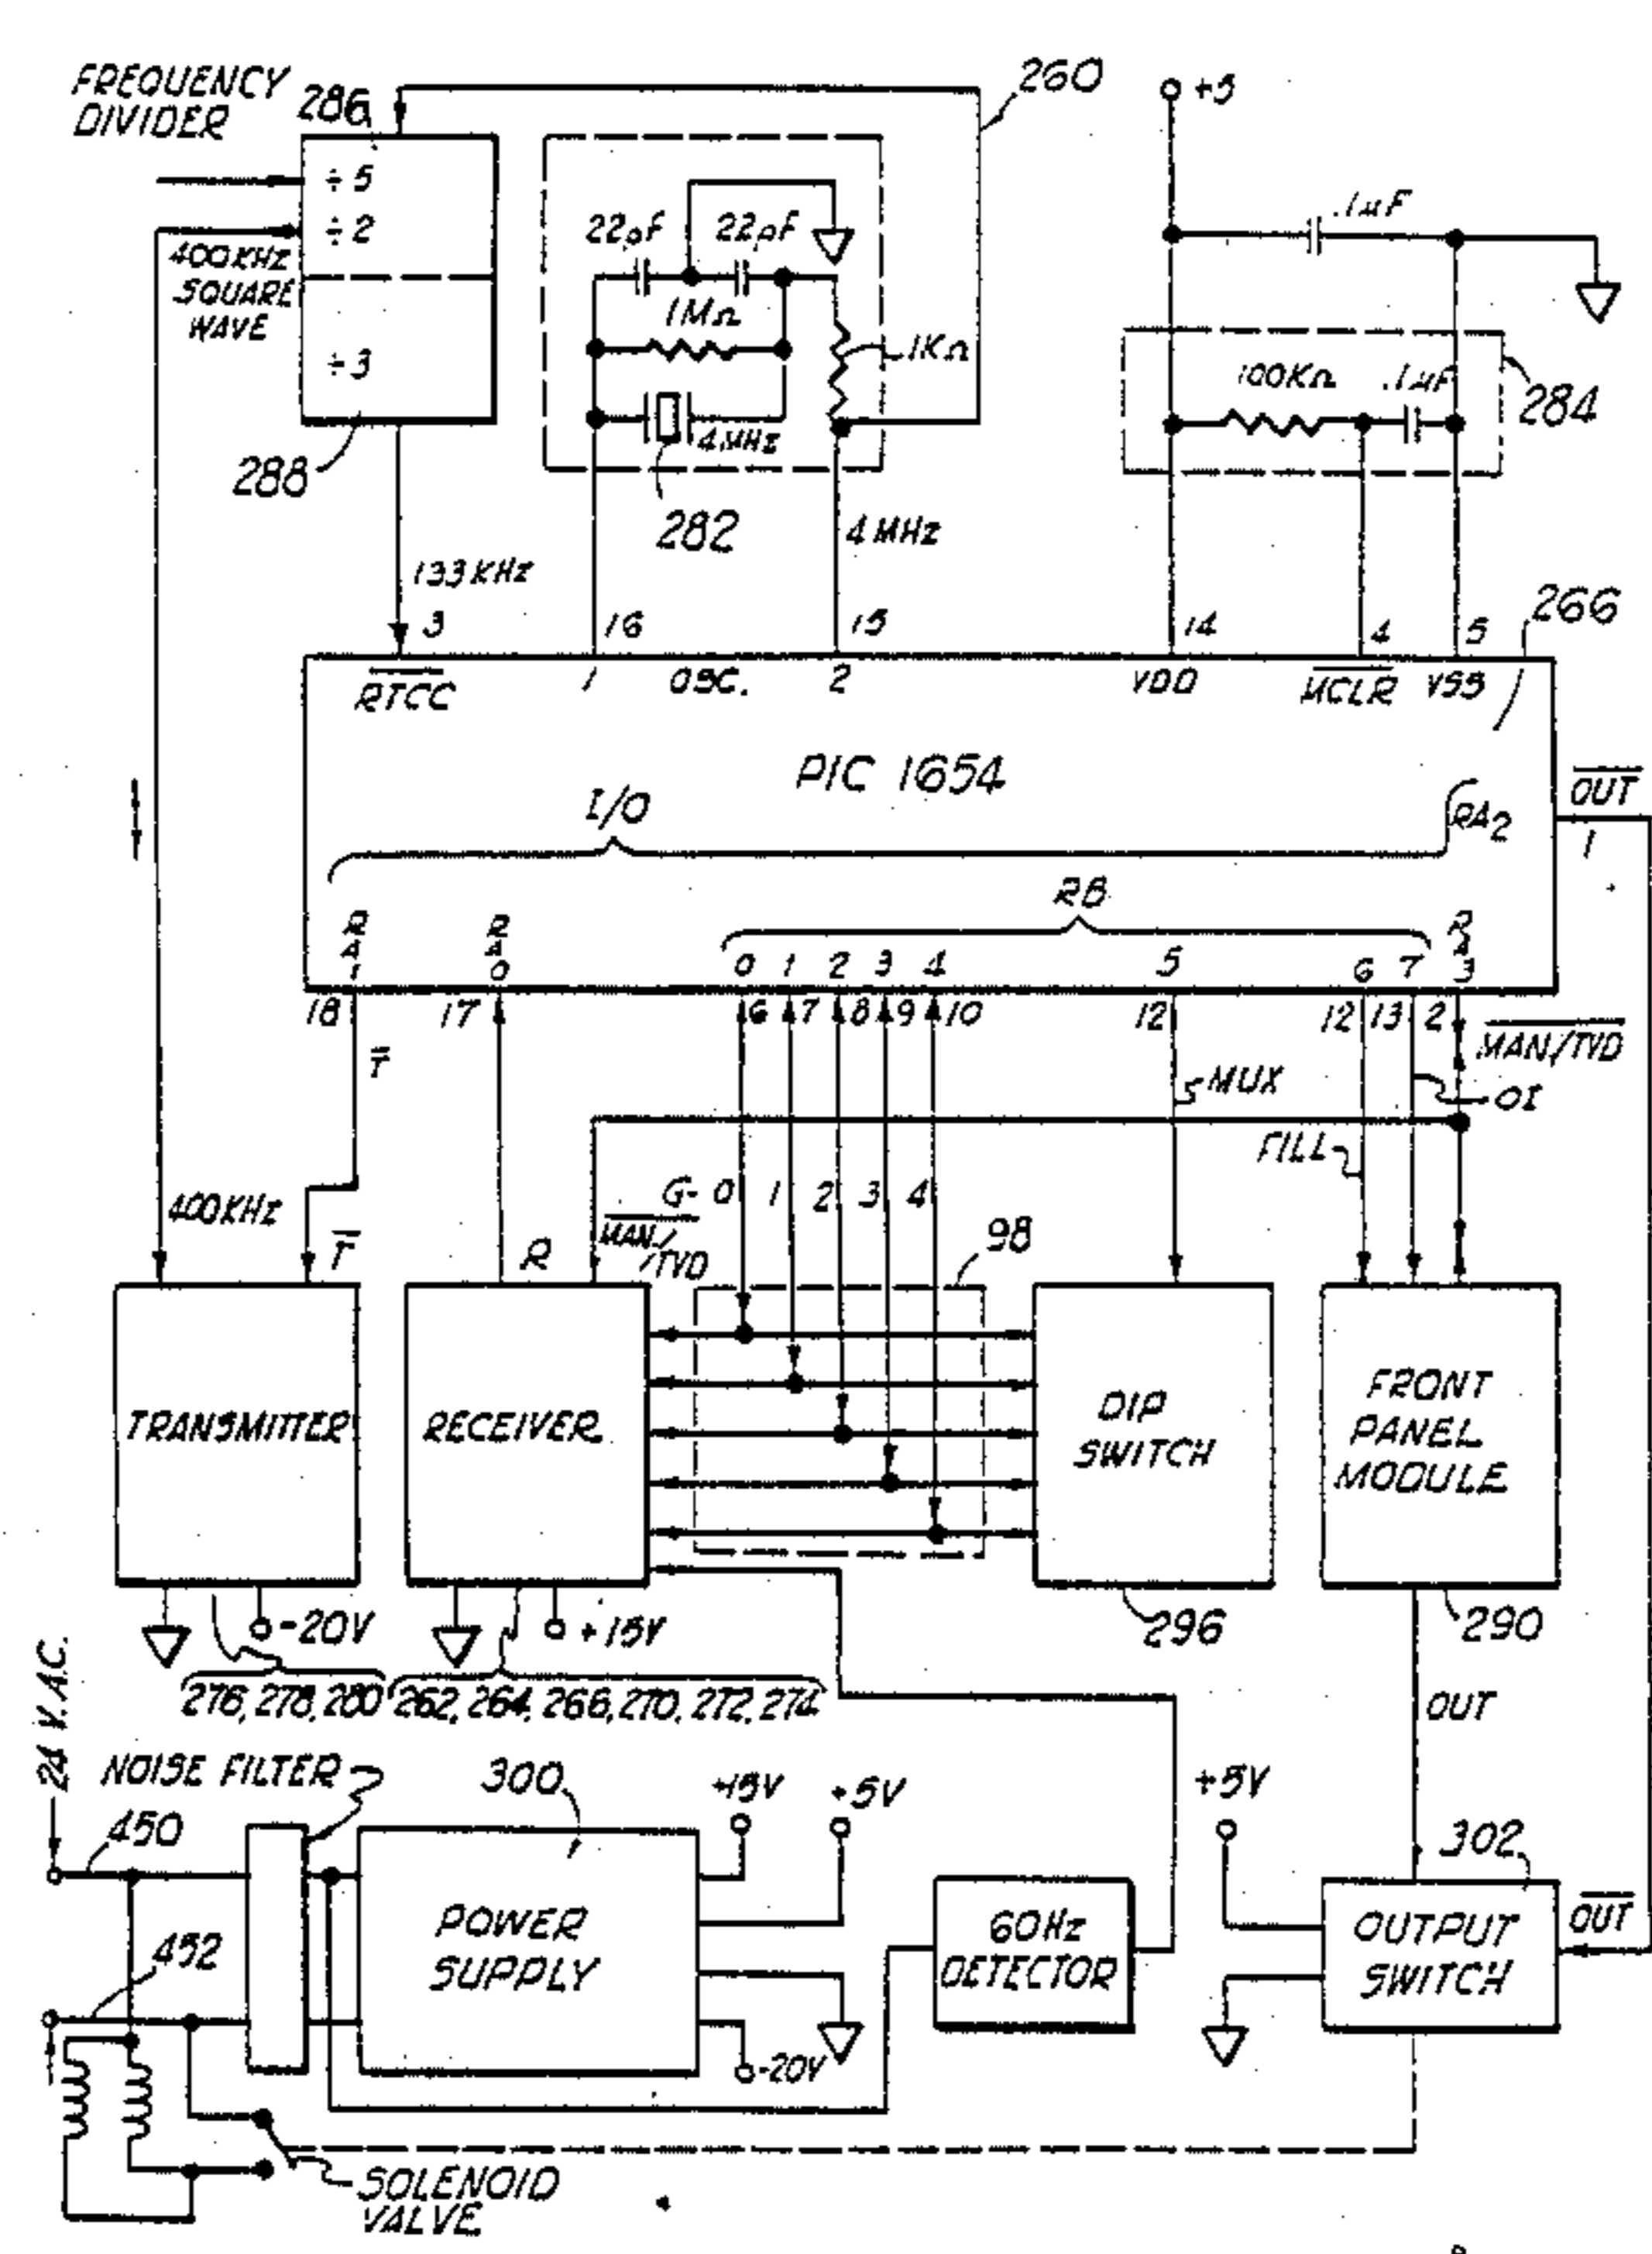 FREQUENCY
DIVIDER
286
260
+5
÷5
÷2
400KHZ
SQUARE
WAVE
÷3
22pF 22pF
1MΩ
1KΩ
4MHZ
.1µF
100KΩ .1µF
284
288
282
4 MHZ
133 KHZ
3 16 15 14 4 5
266
RTCC 1 OSC. 2 VDD MCLR VSS
PIC 1654
I/O
RA2
OUT
1
RB
RA1 RA0 0 1 2 3 4 5 6 7 RA3
18 17 6 7 8 9 10 12 12 13 2
T
MAN./TVD
MUX
OI
FILL
G- 0 1 2 3 4
400KHZ
T
R
MAN./
/TVD
98
TRANSMITTER
RECEIVER
DIP
SWITCH
FRONT
PANEL
MODULE
-20V
+15V
296
290
276, 278, 280
262, 264, 266, 270, 272, 274
OUT
24 V.A.C.
NOISE FILTER
300
+15V
+5V
+5V
450
302
452
POWER
SUPPLY
60Hz
DETECTOR
OUTPUT
SWITCH
OUT
-20V
SOLENOID
VALVE